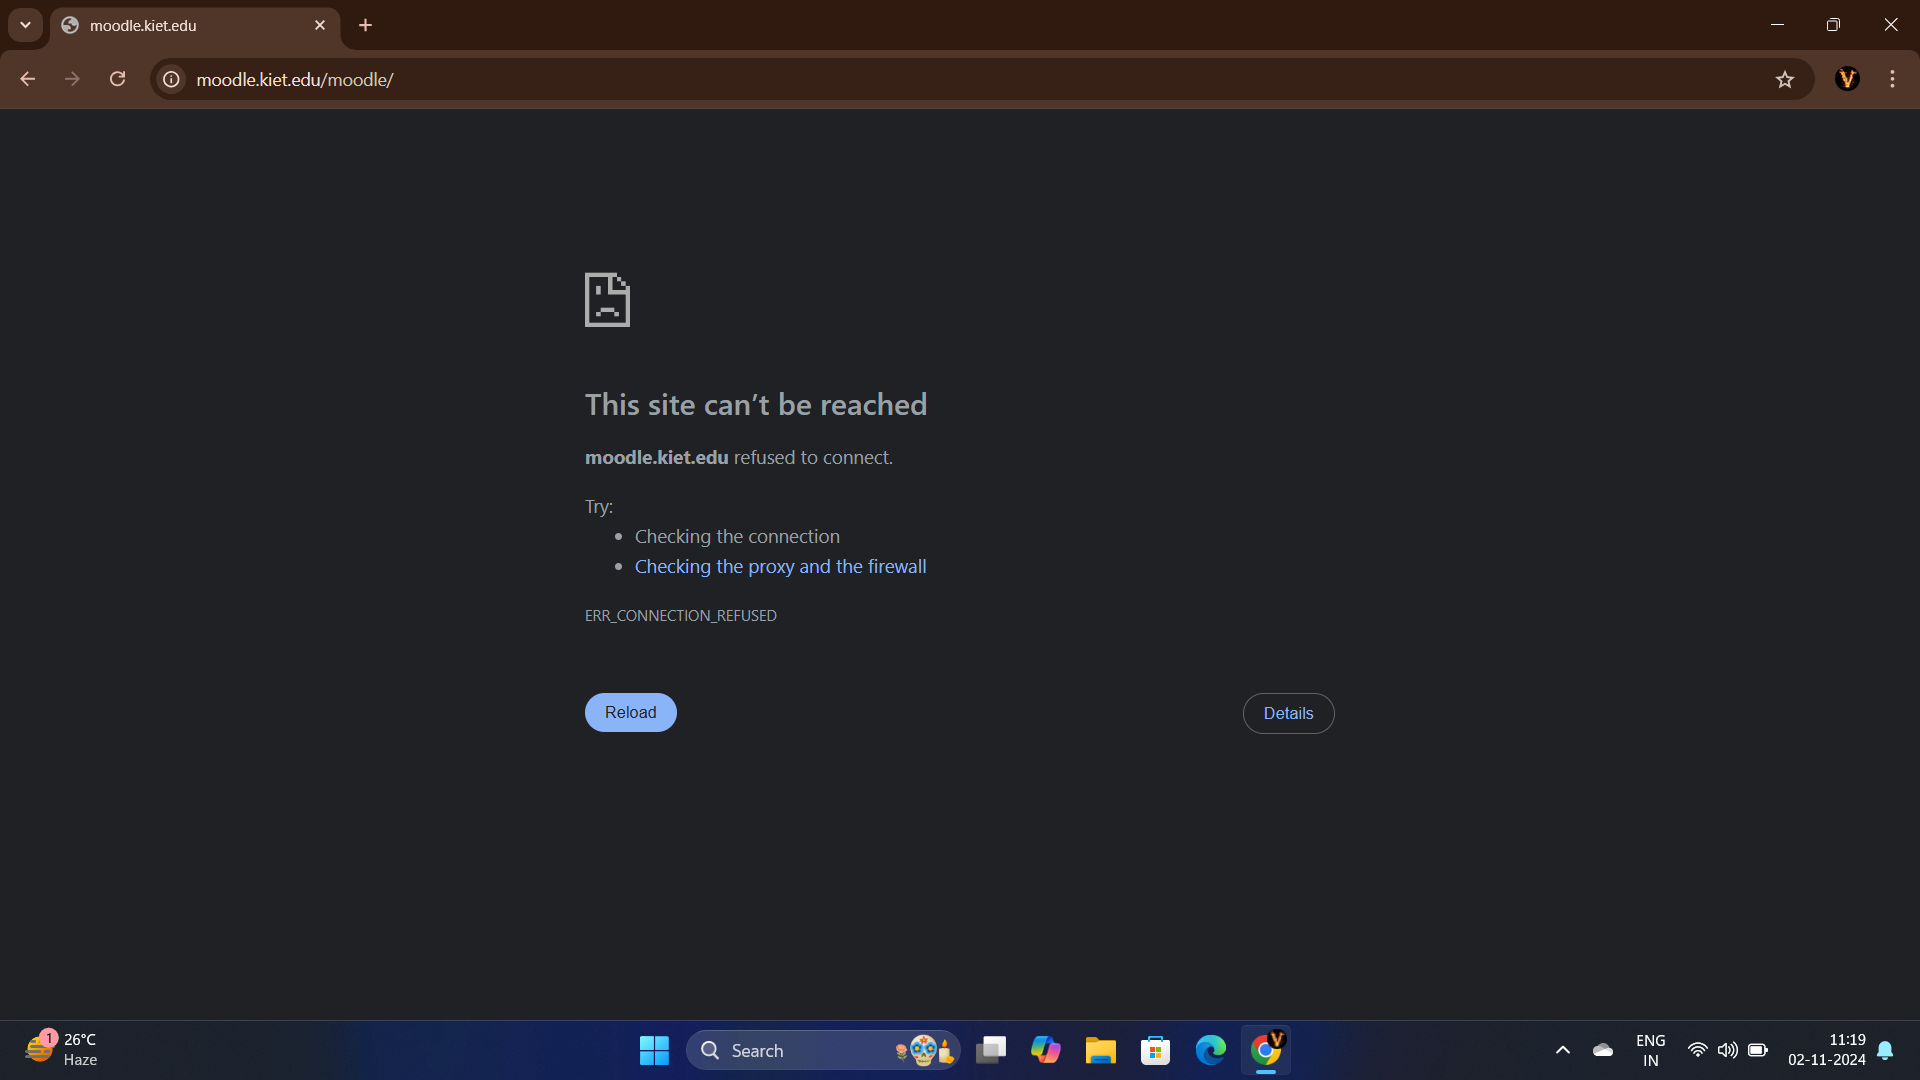 moodle.kiet.edu
moodle.kiet.edu/moodle/
This site can’t be reached
moodle.kiet.edu refused to connect.
Try:
Checking the connection
Checking the proxy and the firewall
ERR_CONNECTION_REFUSED
Reload
Details
1
26°C
Haze
Search
ENG
IN
11:19
02-11-2024